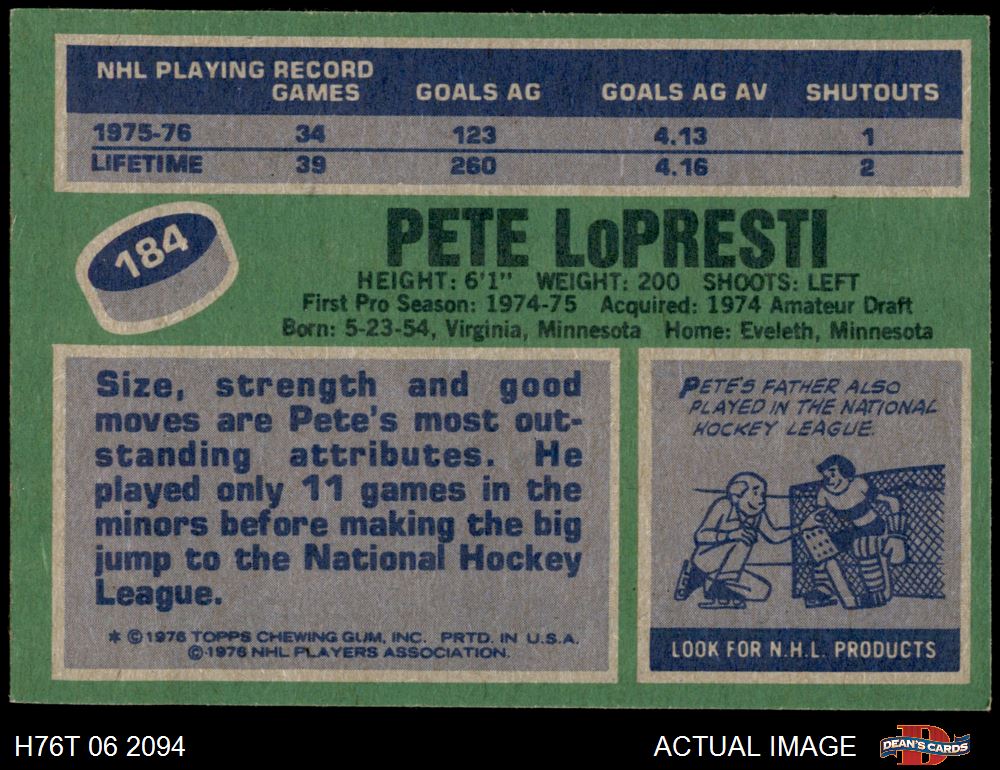 NHL PLAYING RECORD
GAMES GOALS AG GOALS AG AV SHUTOUTS
1975-76 34 123 4.13 1
LIFETIME 39 260 4.16 2
184
PETE LoPRESTI
HEIGHT: 6'1" WEIGHT: 200 SHOOTS: LEFT
First Pro Season: 1974-75 Acquired: 1974 Amateur Draft
Born: 5-23-54, Virginia, Minnesota Home: Eveleth, Minnesota
Size, strength and good
moves are Pete's most out-
standing attributes. He
played only 11 games in the
minors before making the big
jump to the National Hockey
League.
* © 1976 TOPPS CHEWING GUM, INC. PRTD. IN U.S.A.
© 1976 NHL PLAYERS ASSOCIATION.
PETE'S FATHER ALSO
PLAYED IN THE NATIONAL
HOCKEY LEAGUE.
LOOK FOR N.H.L. PRODUCTS
H76T 06 2094
ACTUAL IMAGE
DEAN'S CARDS